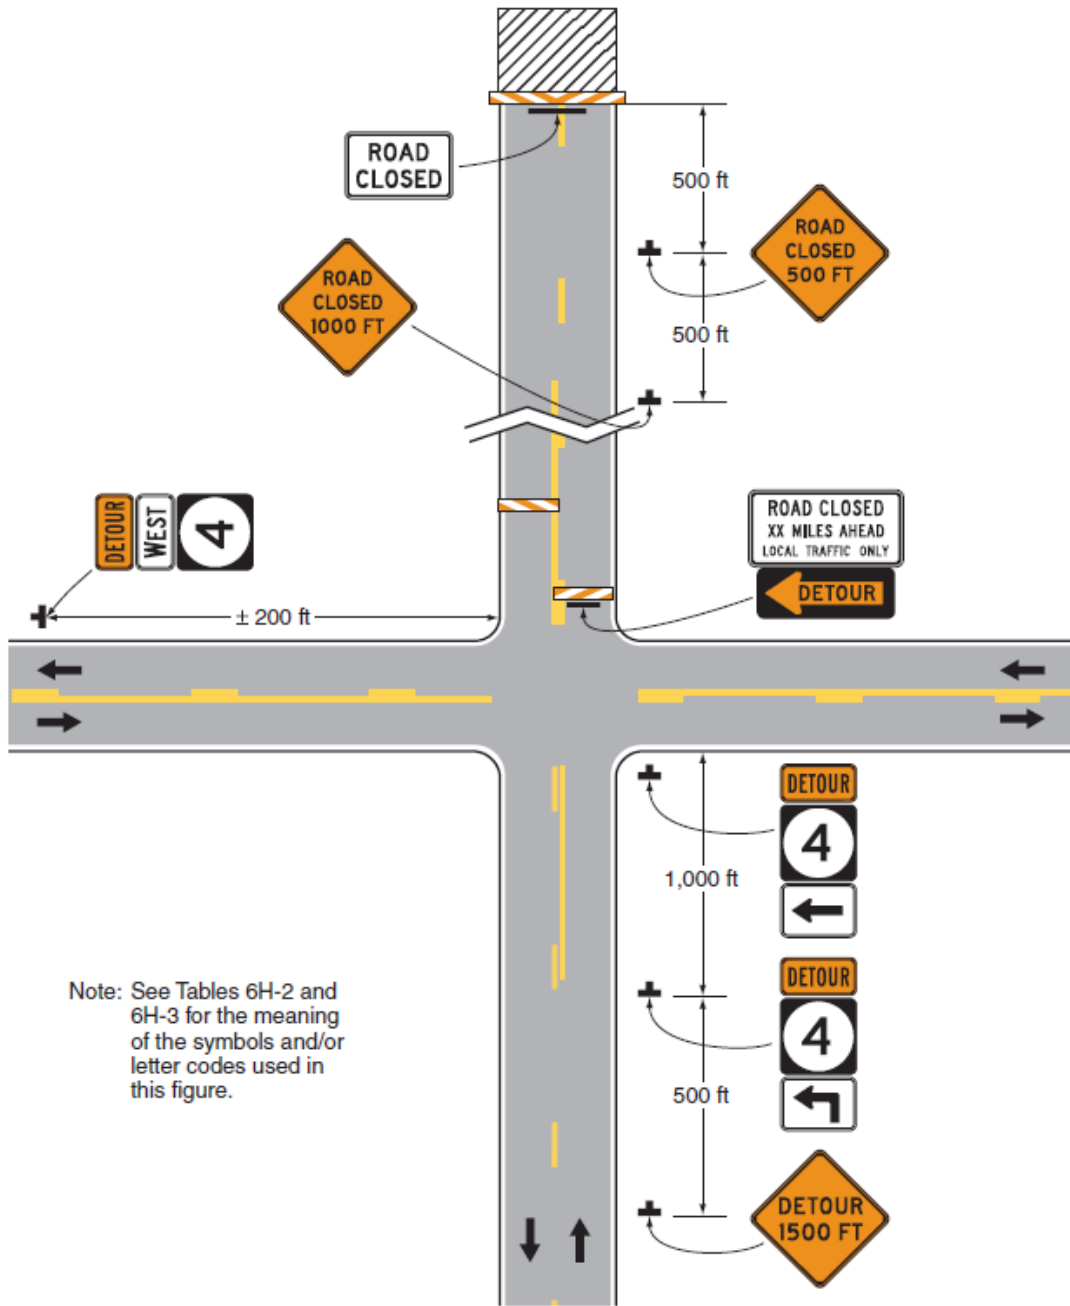 ROAD
CLOSED
500 ft
ROAD
CLOSED
500 FT
ROAD
CLOSED
1000 FT
500 ft
DETOUR
WEST
4
ROAD CLOSED
XX MILES AHEAD
LOCAL TRAFFIC ONLY
DETOUR
± 200 ft
DETOUR
4
1,000 ft
DETOUR
4
500 ft
Note: See Tables 6H-2 and
6H-3 for the meaning
of the symbols and/or
letter codes used in
this figure.
DETOUR
1500 FT